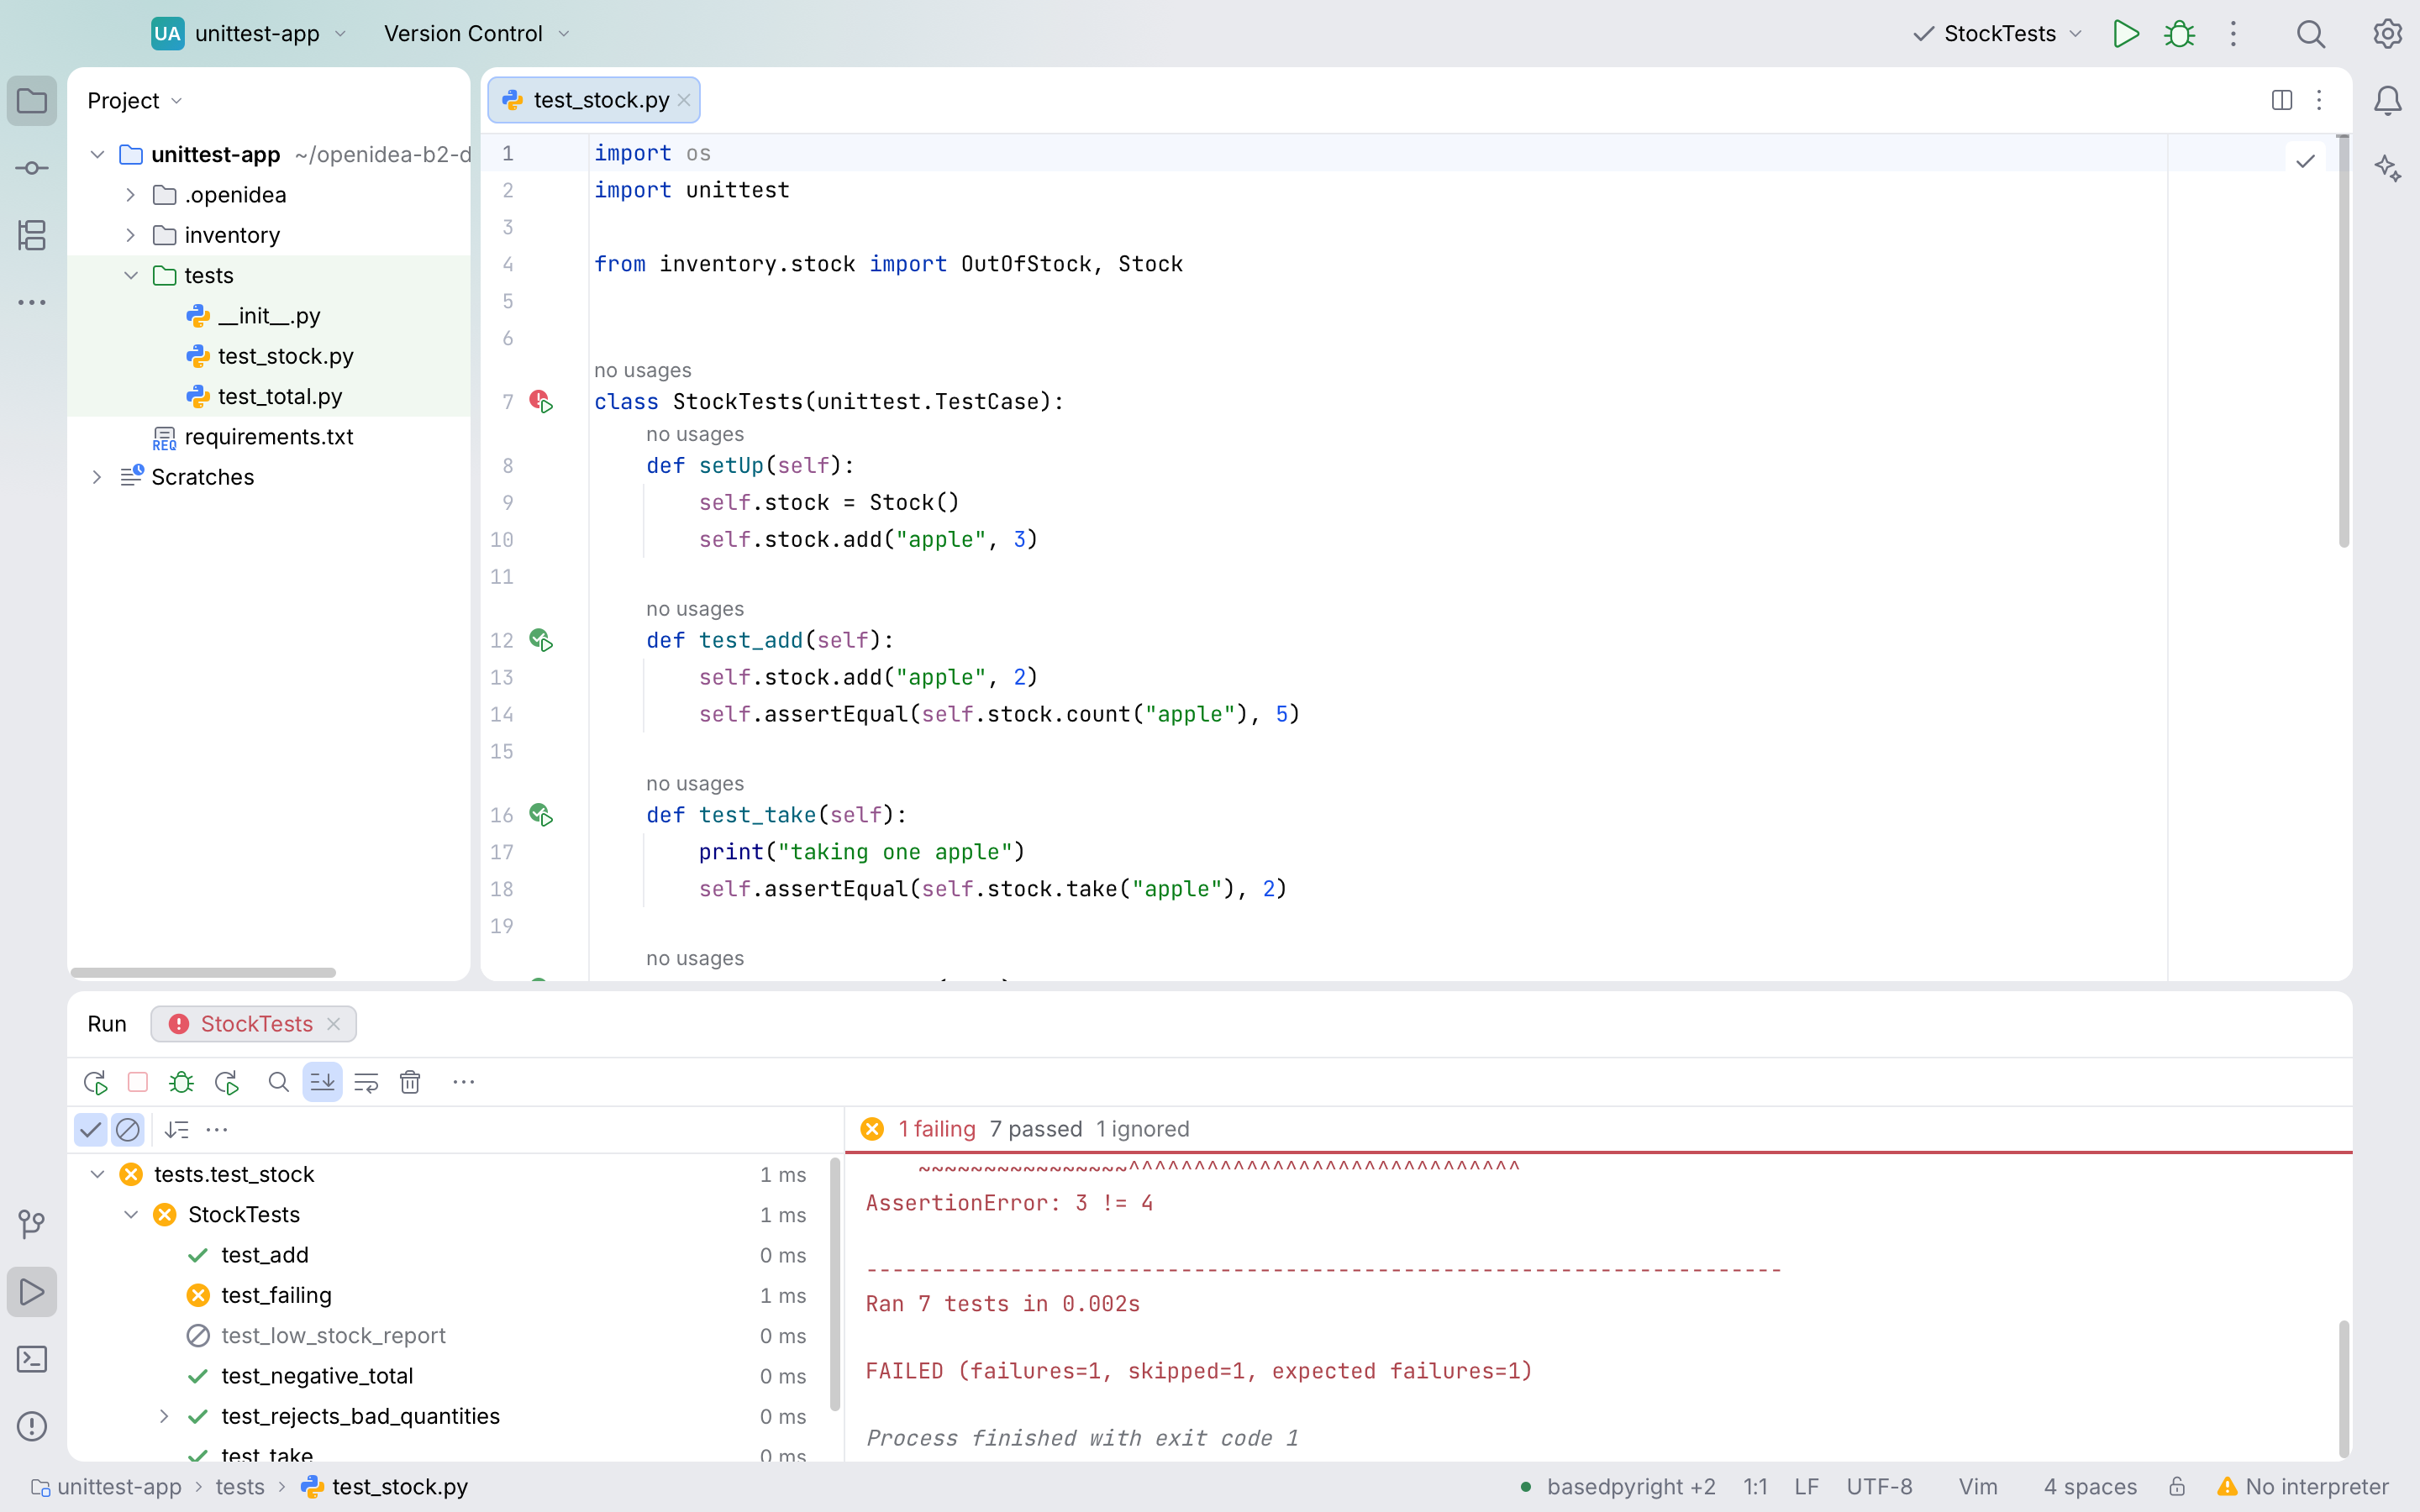 UA unittest-app Version Control StockTests
Project
test_stock.py
unittest-app ~/openidea-b2-d
.openidea
inventory
tests
__init__.py
test_stock.py
test_total.py
REQ requirements.txt
Scratches
1 import os
2 import unittest
3
4 from inventory.stock import OutOfStock, Stock
5
6
no usages
7 class StockTests(unittest.TestCase):
no usages
8 def setUp(self):
9 self.stock = Stock()
10 self.stock.add("apple", 3)
11
no usages
12 def test_add(self):
13 self.stock.add("apple", 2)
14 self.assertEqual(self.stock.count("apple"), 5)
15
no usages
16 def test_take(self):
17 print("taking one apple")
18 self.assertEqual(self.stock.take("apple"), 2)
19
no usages
Run StockTests
tests.test_stock 1 ms
StockTests 1 ms
test_add 0 ms
test_failing 1 ms
test_low_stock_report 0 ms
test_negative_total 0 ms
test_rejects_bad_quantities 0 ms
test_take 0 ms
1 failing 7 passed 1 ignored
~~~~~~~~~~~~~~~~^^^^^^^^^^^^^^^^^^^^^^^^^^^^^^
AssertionError: 3 != 4
----------------------------------------------------------------------
Ran 7 tests in 0.002s
FAILED (failures=1, skipped=1, expected failures=1)
Process finished with exit code 1
unittest-app › tests › test_stock.py basedpyright +2 1:1 LF UTF-8 Vim 4 spaces No interpreter